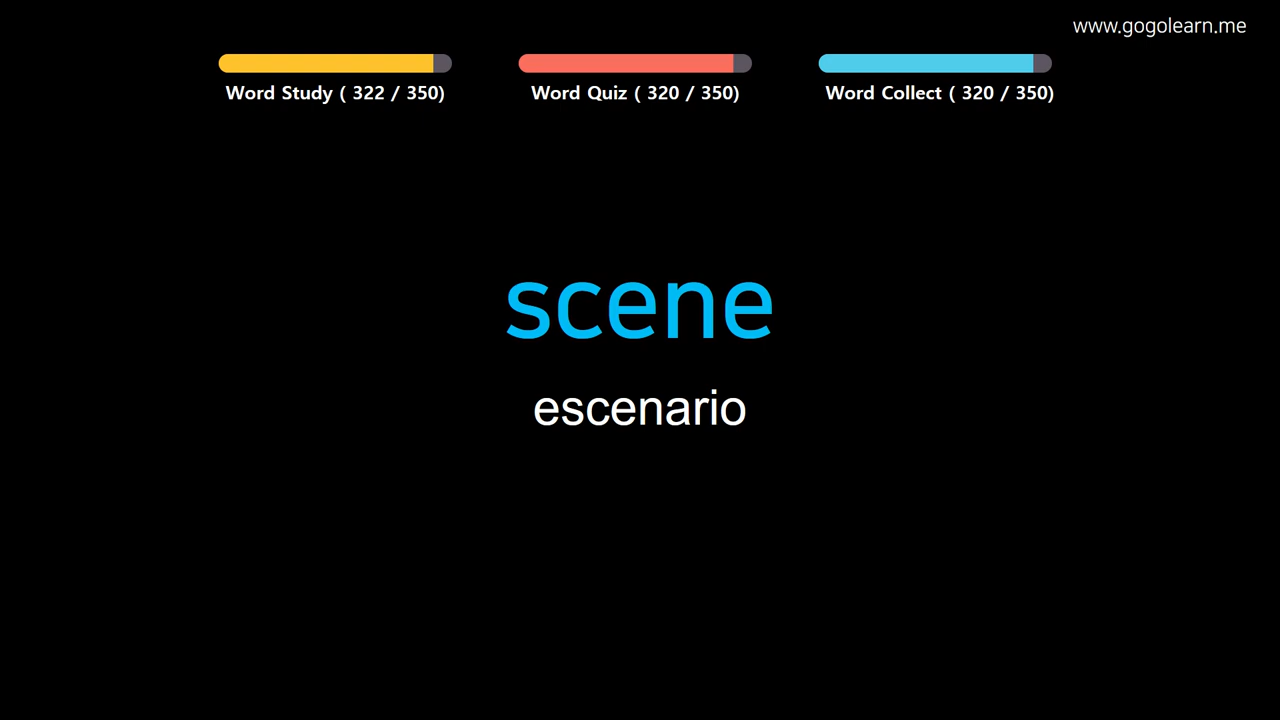 www.gogolearn.me
Word Study ( 322 / 350)
Word Quiz ( 320 / 350)
Word Collect ( 320 / 350)
scene
escenario